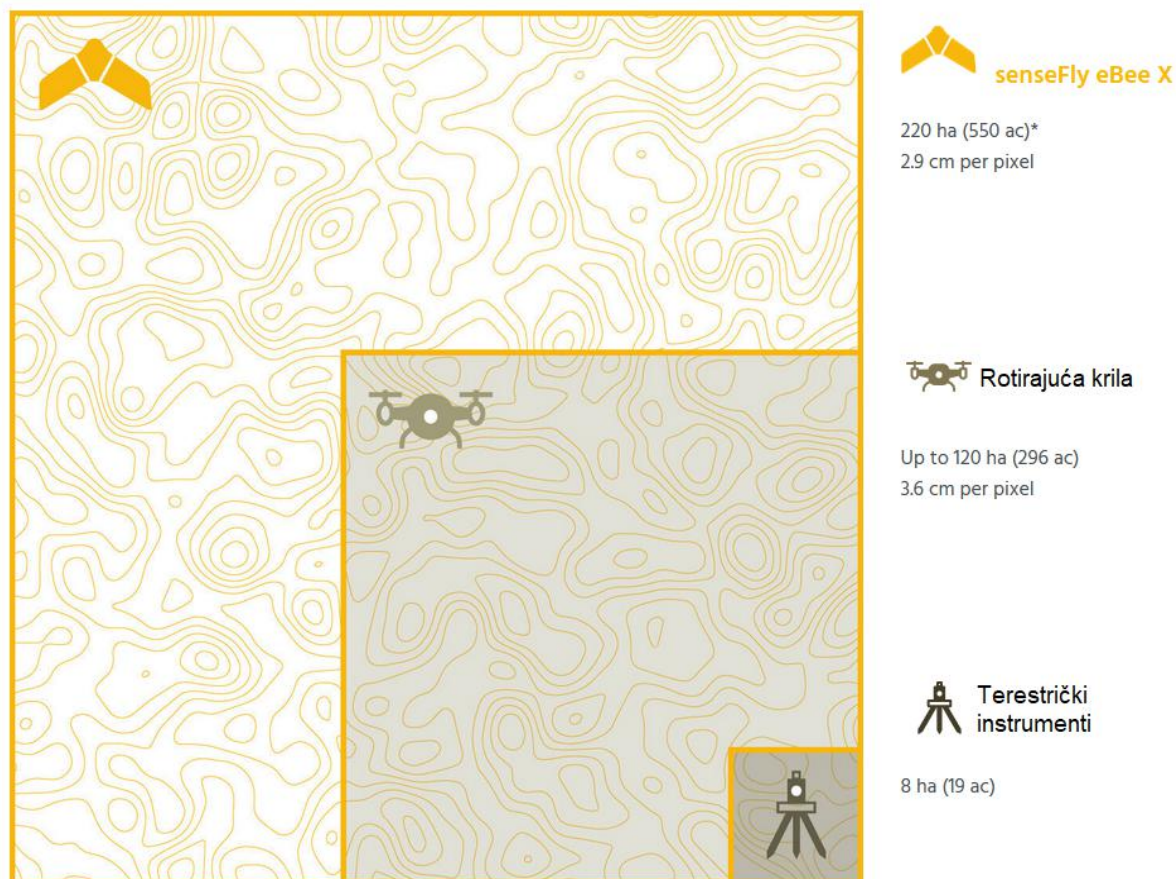 senseFly eBee X
220 ha (550 ac)*
2.9 cm per pixel
Rotirajuća krila
Up to 120 ha (296 ac)
3.6 cm per pixel
Terestrički
instrumenti
8 ha (19 ac)